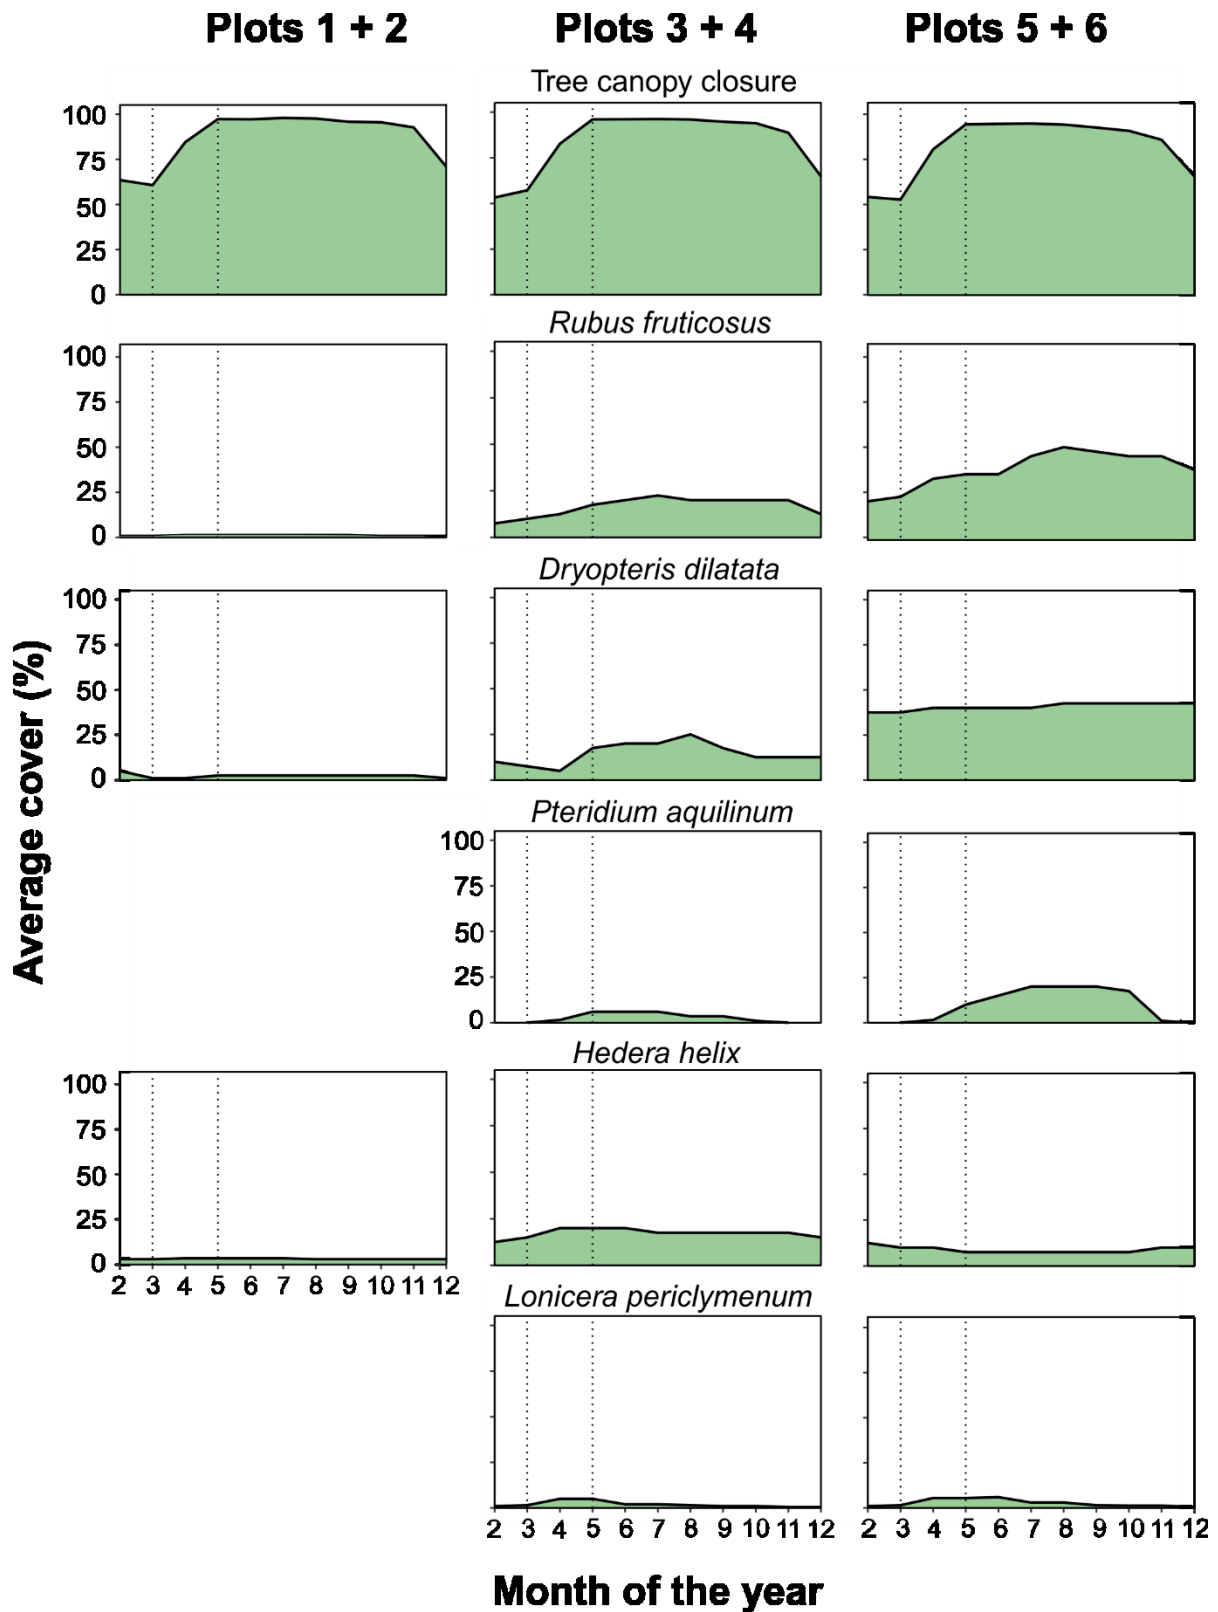 Plots 1 + 2 Plots 3 + 4 Plots 5 + 6
Tree canopy closure
100
75
50
25
0
Rubus fruticosus
100
75
50
25
0
Dryopteris dilatata
100
75
50
25
0
Average cover (%)
Pteridium aquilinum
100
75
50
25
0
Hedera helix
100
75
50
25
0
2 3 4 5 6 7 8 9 10 11 12
Lonicera periclymenum
2 3 4 5 6 7 8 9 10 11 12 2 3 4 5 6 7 8 9 10 11 12
Month of the year